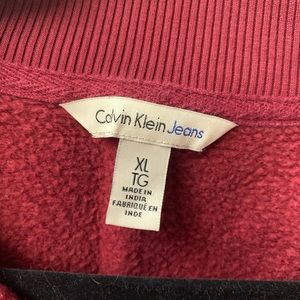 Calvin Klein Jeans
XL
TG
MADE IN
INDIA
FABRIQUÉ EN
INDE